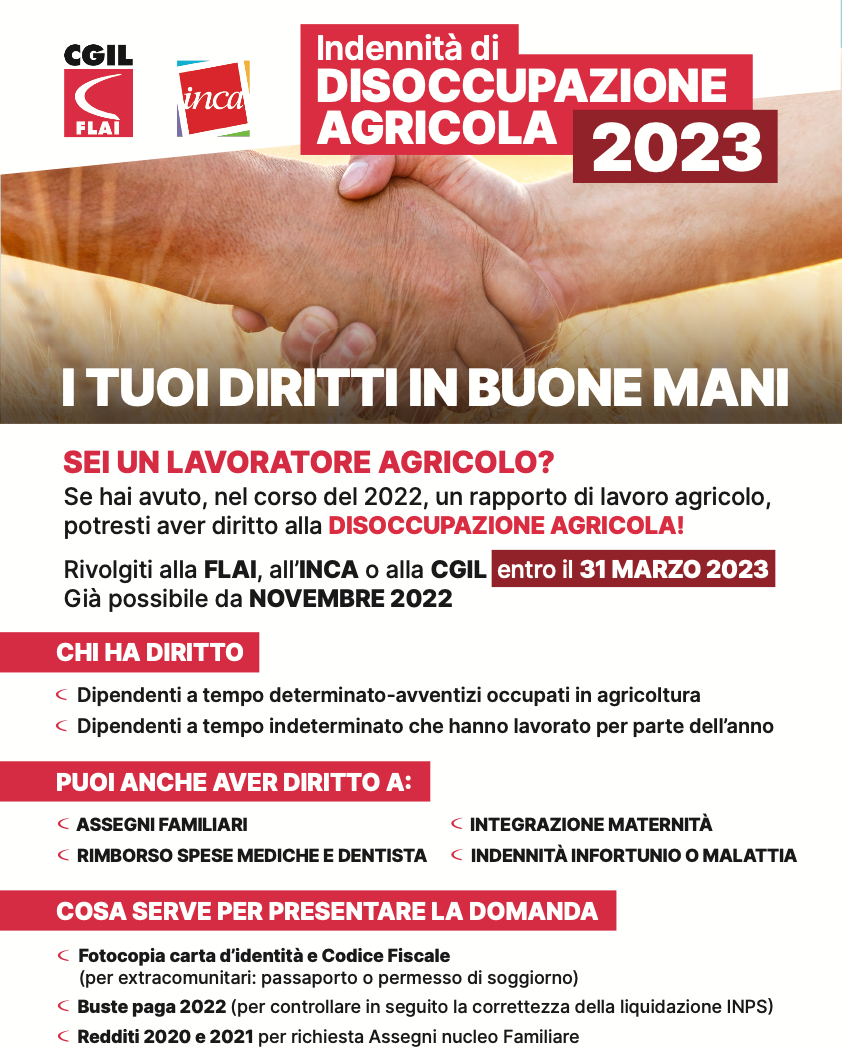 CGIL
FLAI
inca
Indennità di
DISOCCUPAZIONE
AGRICOLA
2023
I TUOI DIRITTI IN BUONE MANI
SEI UN LAVORATORE AGRICOLO?
Se hai avuto, nel corso del 2022, un rapporto di lavoro agricolo,
potresti aver diritto alla DISOCCUPAZIONE AGRICOLA!
Rivolgiti alla FLAI, all'INCA o alla CGIL entro il 31 MARZO 2023
Già possibile da NOVEMBRE 2022
CHI HA DIRITTO
Dipendenti a tempo determinato-avventizi occupati in agricoltura
Dipendenti a tempo indeterminato che hanno lavorato per parte dell'anno
PUOI ANCHE AVER DIRITTO A:
ASSEGNI FAMILIARI
RIMBORSO SPESE MEDICHE E DENTISTA
INTEGRAZIONE MATERNITÀ
INDENNITÀ INFORTUNIO O MALATTIA
COSA SERVE PER PRESENTARE LA DOMANDA
Fotocopia carta d'identità e Codice Fiscale
(per extracomunitari: passaporto o permesso di soggiorno)
Buste paga 2022 (per controllare in seguito la correttezza della liquidazione INPS)
Redditi 2020 e 2021 per richiesta Assegni nucleo Familiare